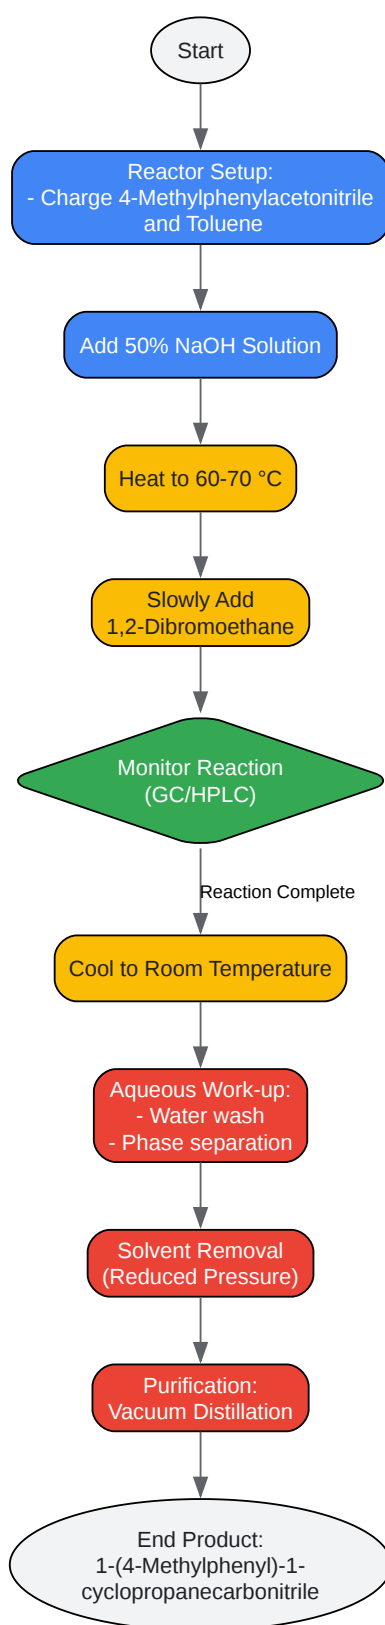 Start
Reactor Setup:
- Charge 4-Methylphenylacetonitrile
and Toluene
Add 50% NaOH Solution
Heat to 60-70 °C
Slowly Add
1,2-Dibromoethane
Monitor Reaction
(GC/HPLC)
Reaction Complete
Cool to Room Temperature
Aqueous Work-up:
- Water wash
- Phase separation
Solvent Removal
(Reduced Pressure)
Purification:
Vacuum Distillation
End Product:
1-(4-Methylphenyl)-1-
cyclopropanecarbonitrile